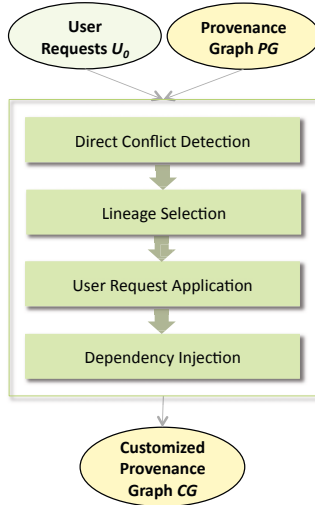 User
Requests U0
Provenance
Graph PG
Direct Conflict Detection
Lineage Selection
User Request Application
Dependency Injection
Customized
Provenance
Graph CG